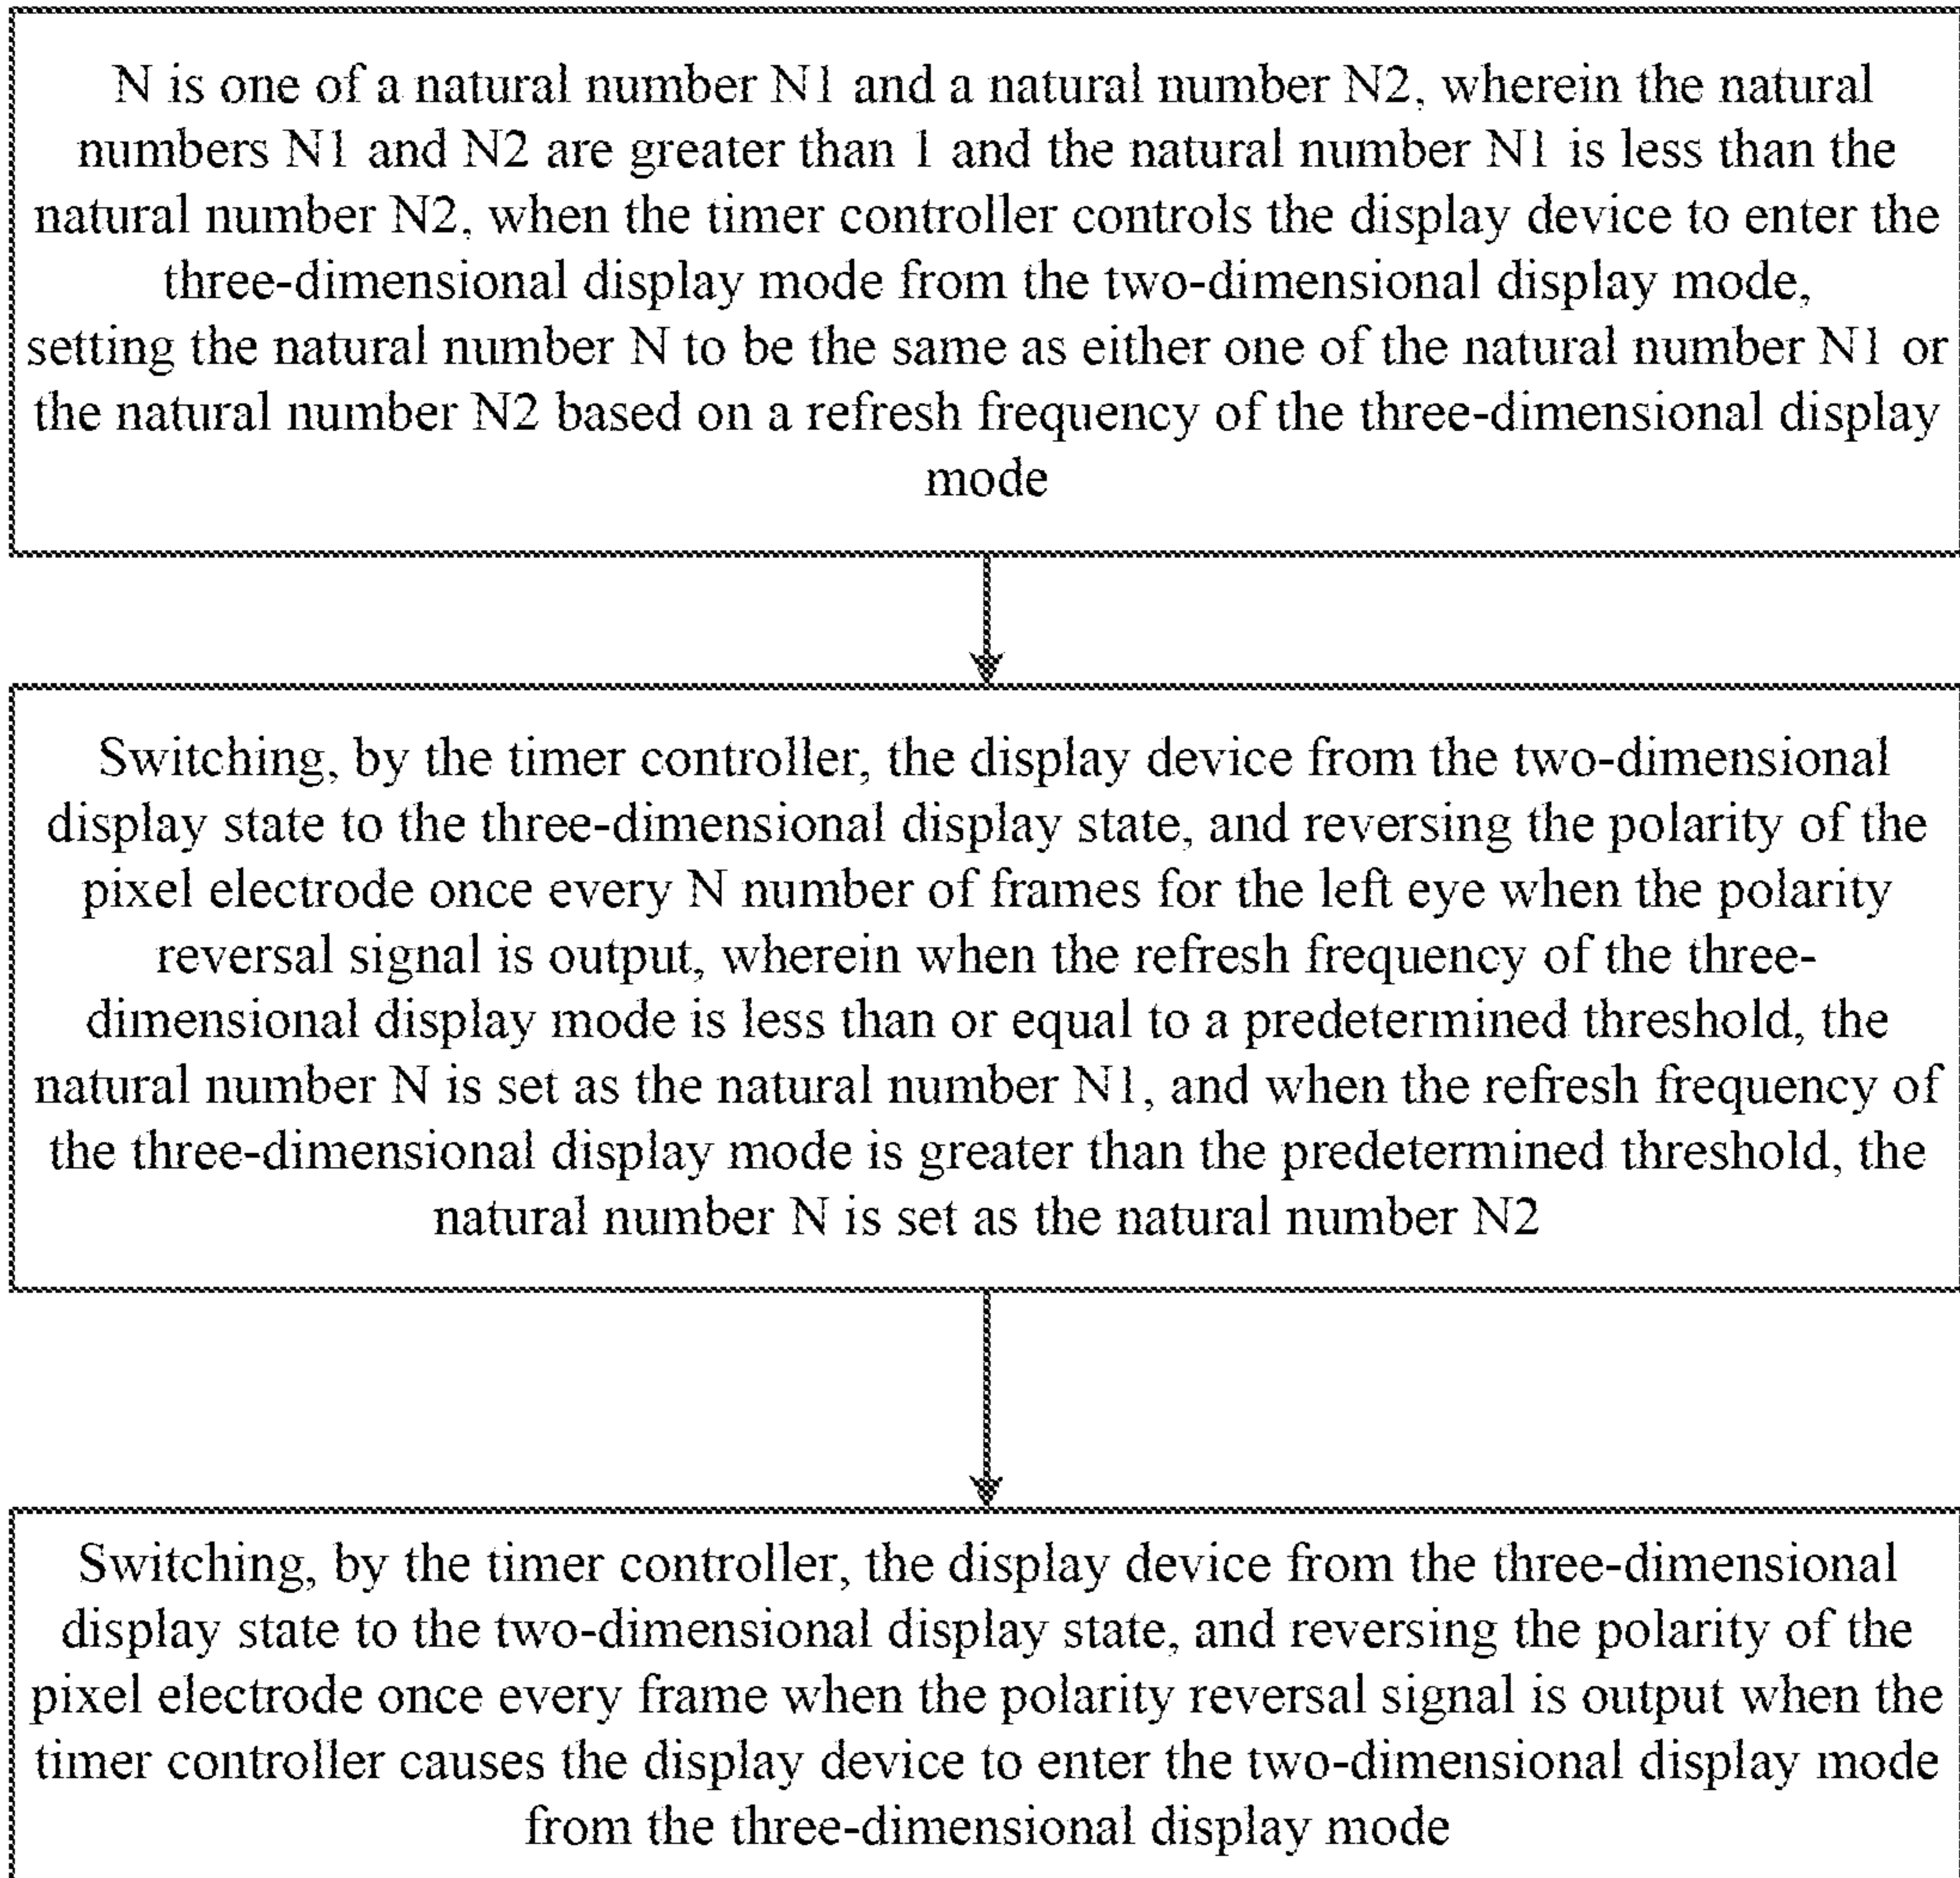 N is one of a natural number N1 and a natural number N2, wherein the natural
numbers N1 and N2 are greater than 1 and the natural number N1 is less than the
natural number N2, when the timer controller controls the display device to enter the
three-dimensional display mode from the two-dimensional display mode,
setting the natural number N to be the same as either one of the natural number N1 or
the natural number N2 based on a refresh frequency of the three-dimensional display
mode
Switching, by the timer controller, the display device from the two-dimensional
display state to the three-dimensional display state, and reversing the polarity of the
pixel electrode once every N number of frames for the left eye when the polarity
reversal signal is output, wherein when the refresh frequency of the three-
dimensional display mode is less than or equal to a predetermined threshold, the
natural number N is set as the natural number N1, and when the refresh frequency of
the three-dimensional display mode is greater than the predetermined threshold, the
natural number N is set as the natural number N2
Switching, by the timer controller, the display device from the three-dimensional
display state to the two-dimensional display state, and reversing the polarity of the
pixel electrode once every frame when the polarity reversal signal is output when the
timer controller causes the display device to enter the two-dimensional display mode
from the three-dimensional display mode